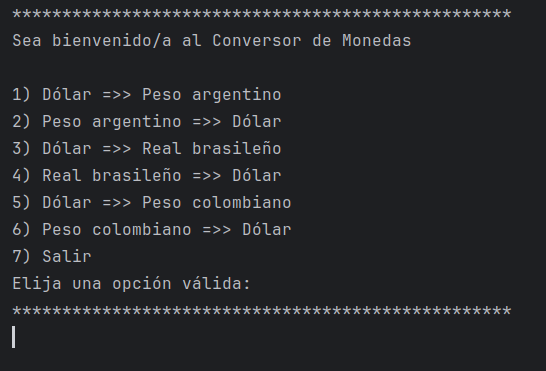 **************************************************
Sea bienvenido/a al Conversor de Monedas

1) Dólar =>> Peso argentino
2) Peso argentino =>> Dólar
3) Dólar =>> Real brasileño
4) Real brasileño =>> Dólar
5) Dólar =>> Peso colombiano
6) Peso colombiano =>> Dólar
7) Salir
Elija una opción válida:
**************************************************